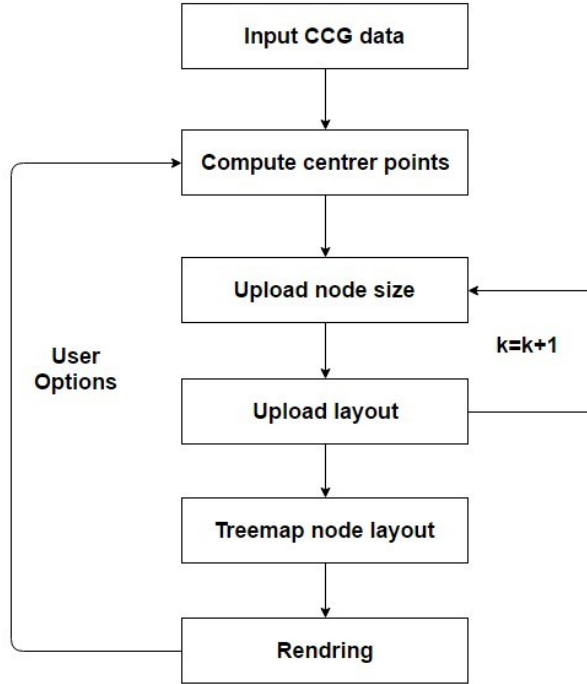 Input CCG data
Compute centrer points
Upload node size
k=k+1
User
Options
Upload layout
Treemap node layout
Rendring